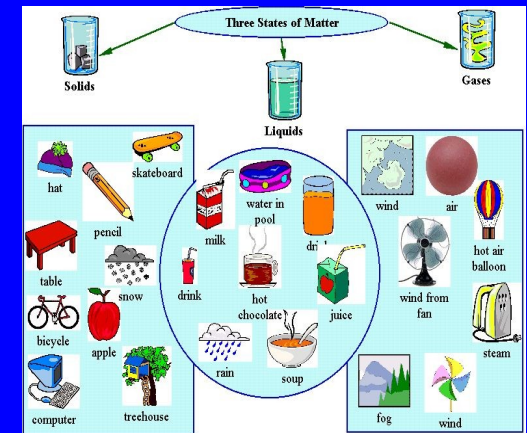 Three States of Matter
Solids
Liquids
Gases
hat
skateboard
pencil
table
snow
bicycle
apple
computer
treehouse
milk
water in
pool
drink
hot
chocolate
juice
rain
soup
wind
air
hot air
balloon
wind from
fan
steam
fog
wind